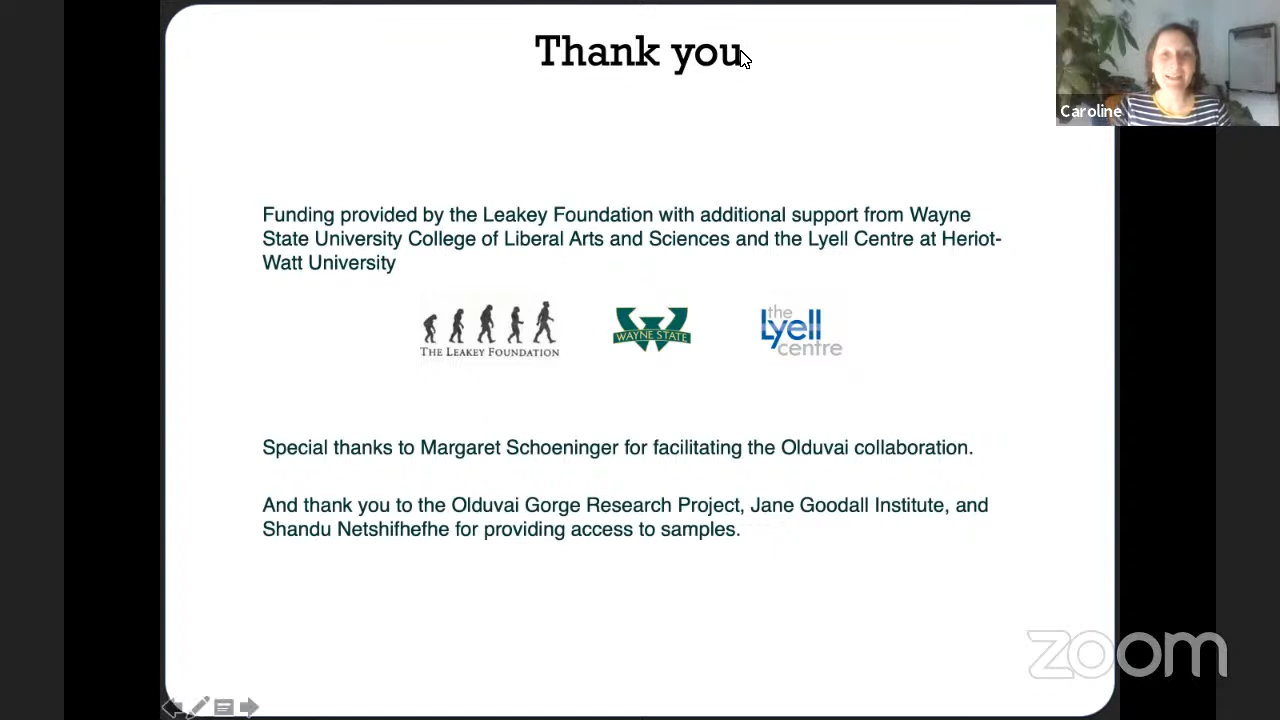 Thank you
Caroline
Funding provided by the Leakey Foundation with additional support from Wayne
State University College of Liberal Arts and Sciences and the Lyell Centre at Heriot-
Watt University
THE LEAKEY FOUNDATION
WAYNE STATE
the
Lyell
centre
Special thanks to Margaret Schoeninger for facilitating the Olduvai collaboration.
And thank you to the Olduvai Gorge Research Project, Jane Goodall Institute, and
Shandu Netshifhefhe for providing access to samples.
zoom